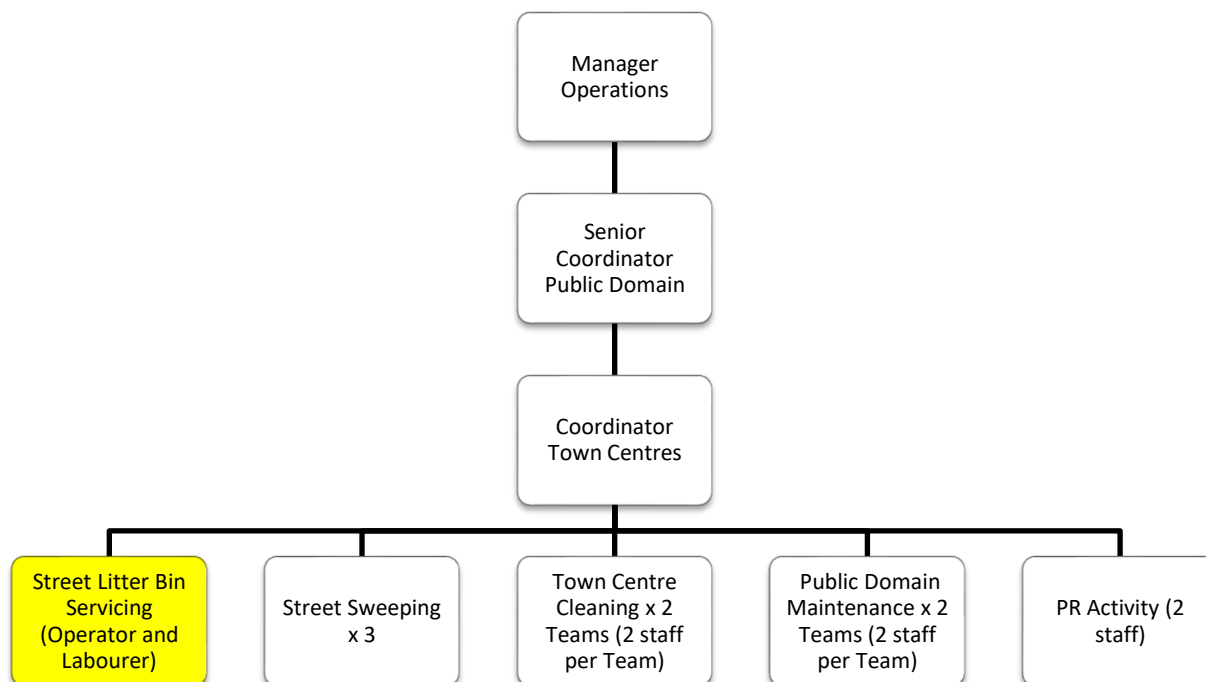 Manager
Operations
Senior
Coordinator
Public Domain
Coordinator
Town Centres
Street Litter Bin
Servicing
(Operator and
Labourer)
Street Sweeping
x 3
Town Centre
Cleaning x 2
Teams (2 staff
per Team)
Public Domain
Maintenance x 2
Teams (2 staff
per Team)
PR Activity (2
staff)